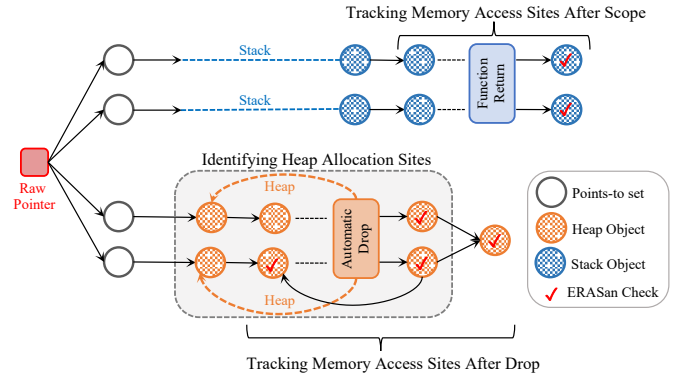 Tracking Memory Access Sites After Scope
Stack
Stack
Function
Return
Raw
Pointer
Identifying Heap Allocation Sites
Heap
Automatic
Drop
Heap
Points-to set
Heap Object
Stack Object
ERASan Check
Tracking Memory Access Sites After Drop